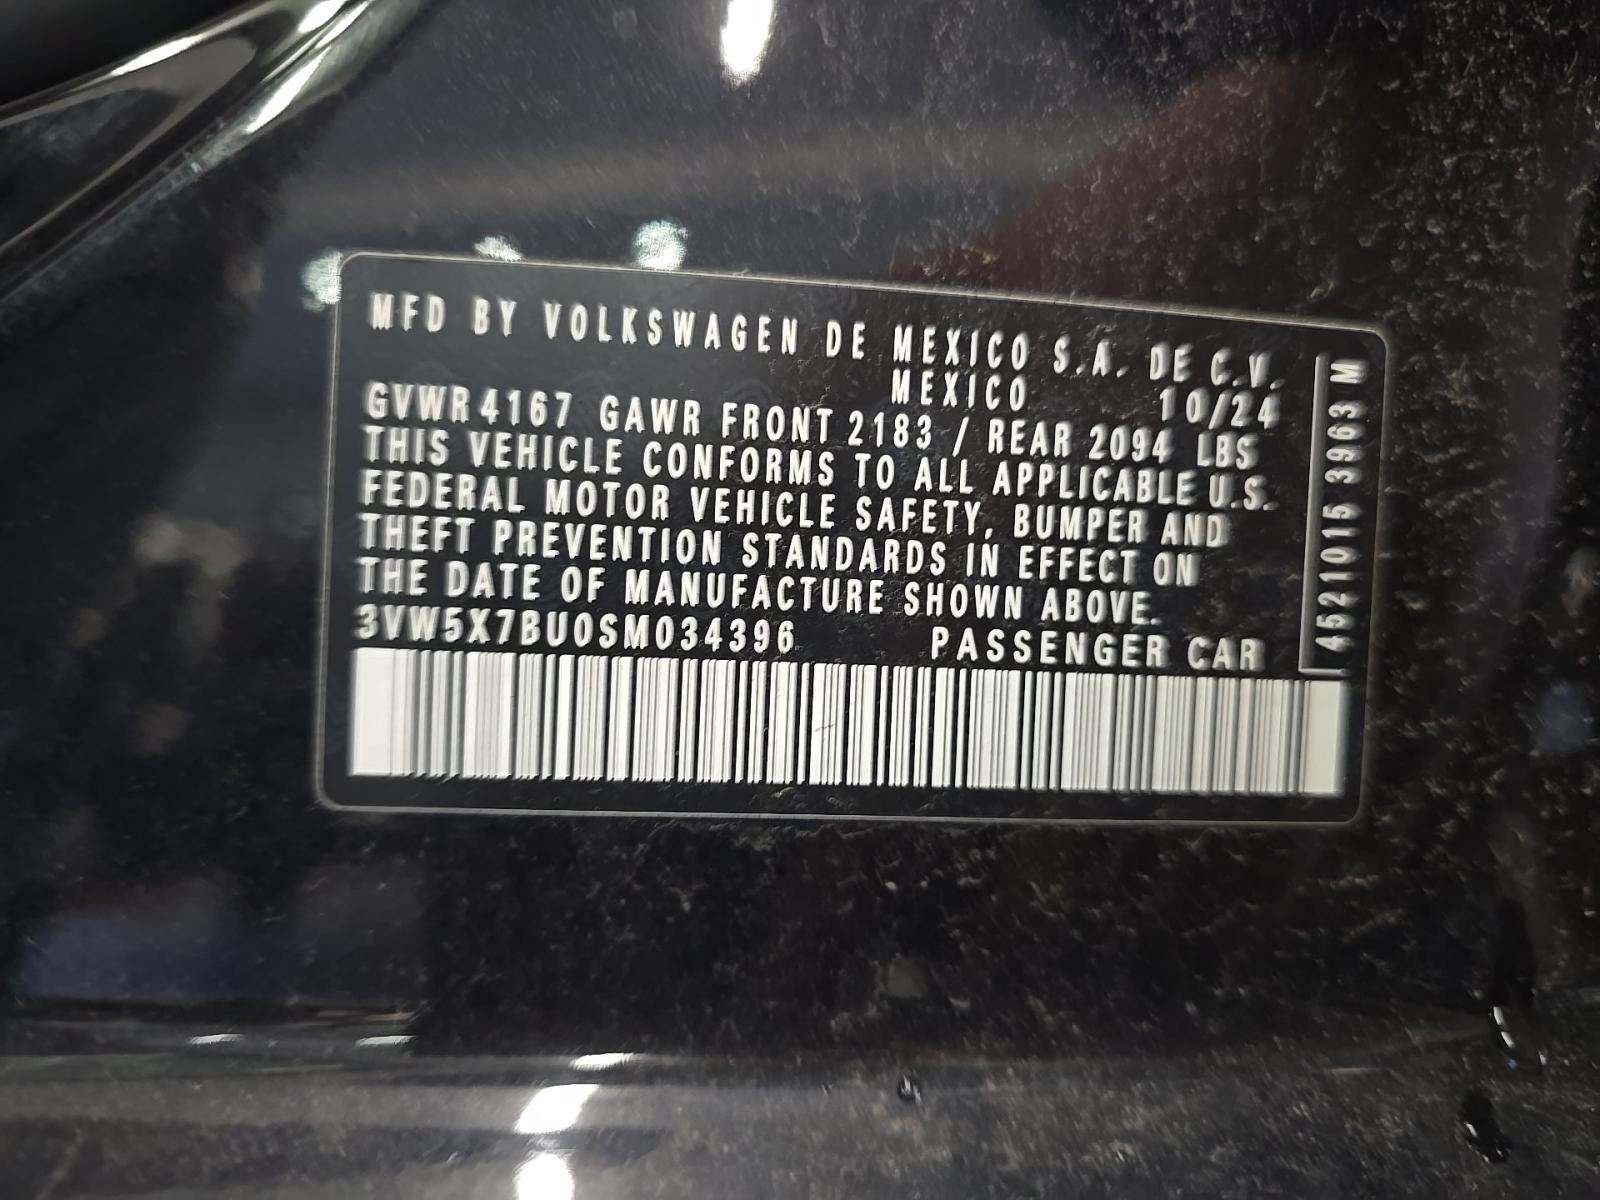 MFD BY VOLKSWAGEN DE MEXICO S.A. DE C.V.
MEXICO 10/24
GVWR 4167 GAWR FRONT 2183 / REAR 2094 LBS
THIS VEHICLE CONFORMS TO ALL APPLICABLE U.S.
FEDERAL MOTOR VEHICLE SAFETY, BUMPER AND
THEFT PREVENTION STANDARDS IN EFFECT ON
THE DATE OF MANUFACTURE SHOWN ABOVE.
3VW5X7BU0SM034396 PASSENGER CAR
4521015 3963 M